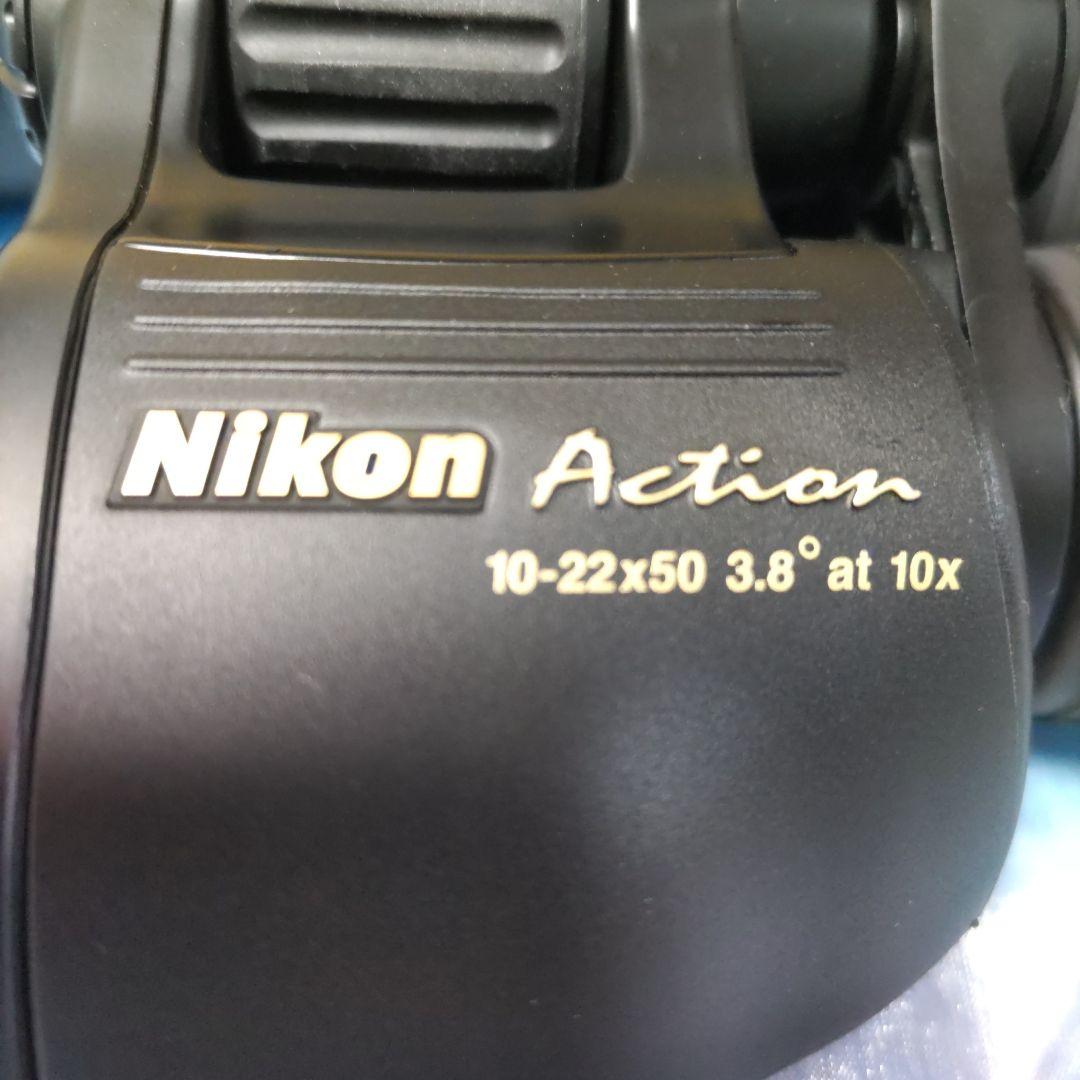 Nikon Action
10-22x50 3.8° at 10x